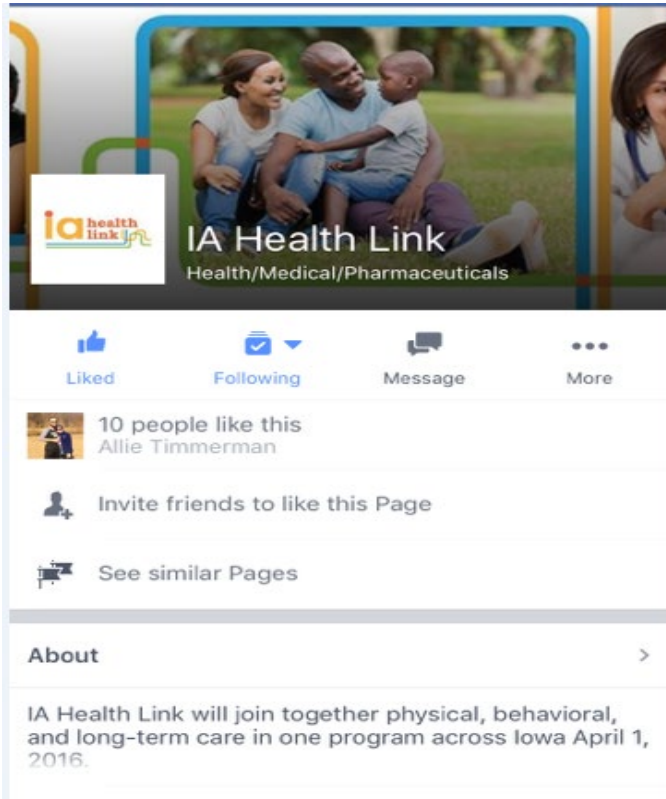 ia health
link
IA Health Link
Health/Medical/Pharmaceuticals
Liked
Following
Message
More
10 people like this
Allie Timmerman
Invite friends to like this Page
See similar Pages
About
IA Health Link will join together physical, behavioral,
and long-term care in one program across Iowa April 1,
2016.